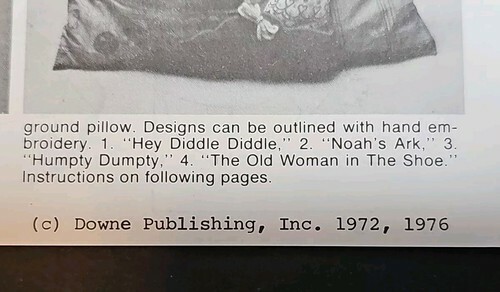 ground pillow. Designs can be outlined with hand em-
broidery. 1. "Hey Diddle Diddle," 2. "Noah's Ark," 3.
"Humpty Dumpty," 4. "The Old Woman in The Shoe."
Instructions on following pages.
(c) Downe Publishing, Inc. 1972, 1976